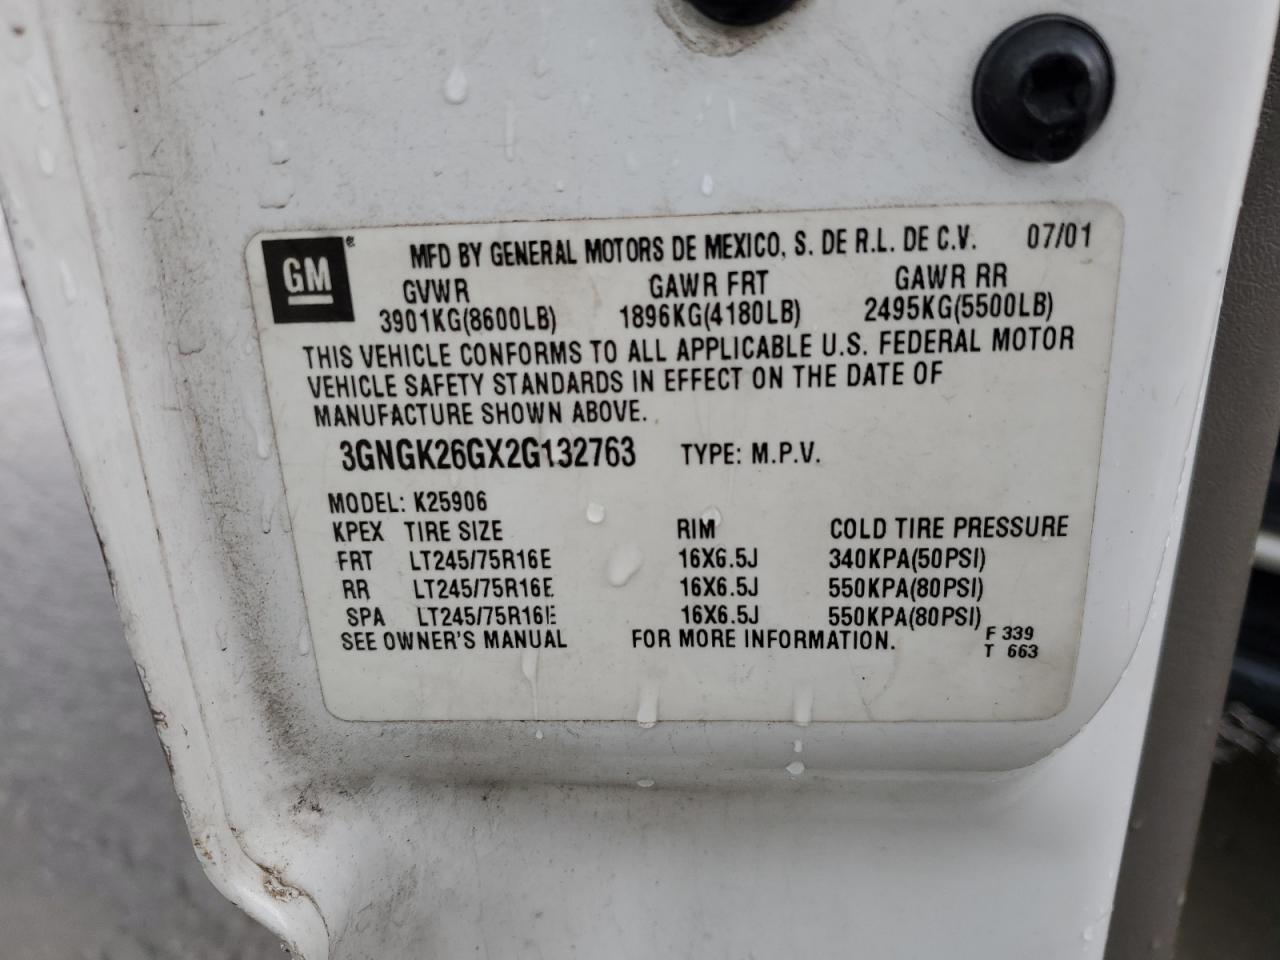 GM ® MFD BY GENERAL MOTORS DE MEXICO, S. DE R.L. DE C.V. 07/01
GVWR GAWR FRT GAWR RR
3901KG(8600LB) 1896KG(4180LB) 2495KG(5500LB)
THIS VEHICLE CONFORMS TO ALL APPLICABLE U.S. FEDERAL MOTOR
VEHICLE SAFETY STANDARDS IN EFFECT ON THE DATE OF
MANUFACTURE SHOWN ABOVE.
3GNGK26GX2G132763 TYPE: M.P.V.
MODEL: K25906
KPEX TIRE SIZE RIM COLD TIRE PRESSURE
FRT LT245/75R16E 16X6.5J 340KPA(50PSI)
RR LT245/75R16E 16X6.5J 550KPA(80PSI)
SPA LT245/75R16E 16X6.5J 550KPA(80PSI)
SEE OWNER'S MANUAL FOR MORE INFORMATION. F 339
T 663